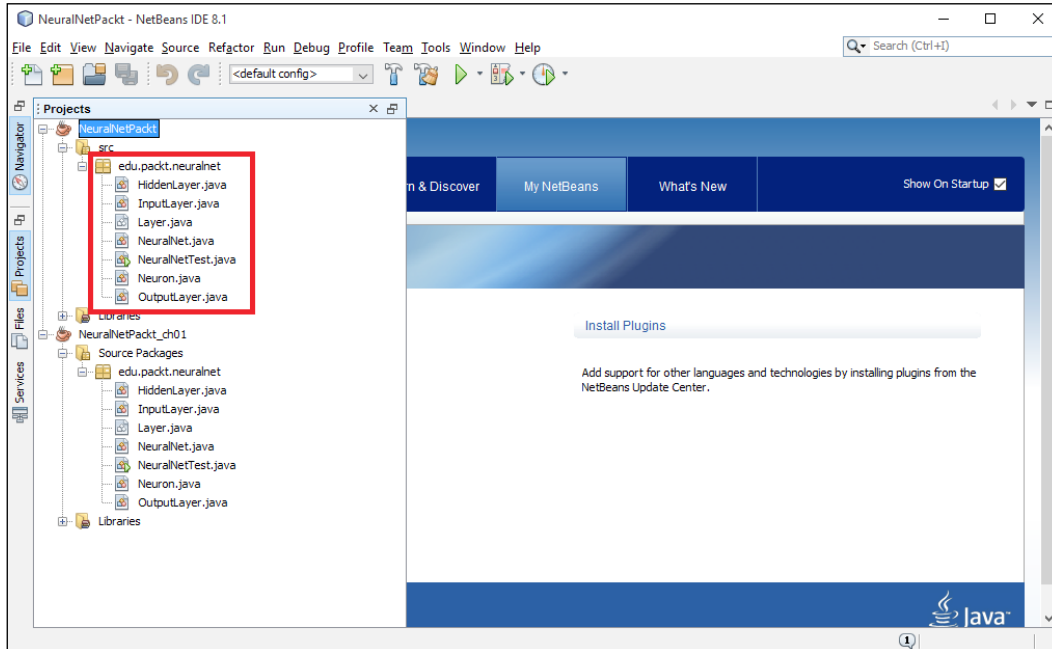 NeuralNetPackt - NetBeans IDE 8.1
File Edit View Navigate Source Refactor Run Debug Profile Team Tools Window Help
Search (Ctrl+I)
<default config>
Projects
Navigator
Projects
Files
Services
NeuralNetPackt
src
edu.packt.neuralnet
HiddenLayer.java
InputLayer.java
Layer.java
NeuralNet.java
NeuralNetTest.java
Neuron.java
OutputLayer.java
Libraries
NeuralNetPackt_ch01
Source Packages
edu.packt.neuralnet
HiddenLayer.java
InputLayer.java
Layer.java
NeuralNet.java
NeuralNetTest.java
Neuron.java
OutputLayer.java
Libraries
& Discover
My NetBeans
What's New
Show On Startup
Install Plugins
Add support for other languages and technologies by installing plugins from the
NetBeans Update Center.
Java™
1